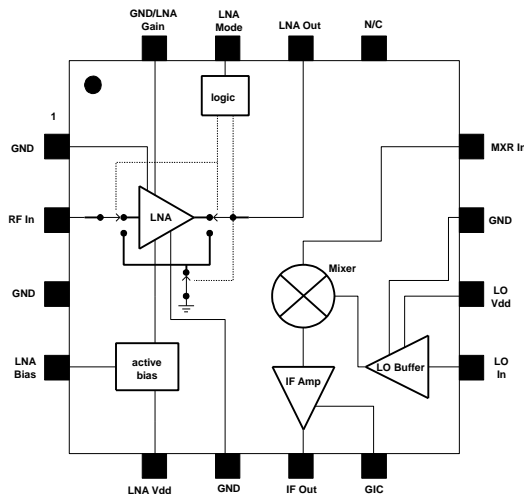 GND/LNA
Gain
LNA
Mode
LNA Out
N/C
logic
1
GND
MXR In
RF In
LNA
GND
GND
Mixer
LO
Vdd
LNA
Bias
active
bias
IF Amp
LO Buffer
LO
In
LNA Vdd
GND
IF Out
GIC